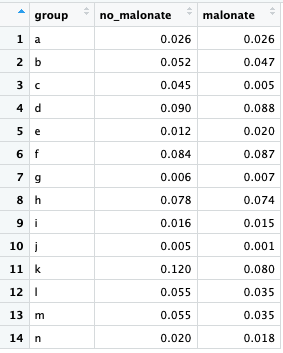 group no_malonate malonate
1 a 0.026 0.026
2 b 0.052 0.047
3 c 0.045 0.005
4 d 0.090 0.088
5 e 0.012 0.020
6 f 0.084 0.087
7 g 0.006 0.007
8 h 0.078 0.074
9 i 0.016 0.015
10 j 0.005 0.001
11 k 0.120 0.080
12 l 0.055 0.035
13 m 0.055 0.035
14 n 0.020 0.018